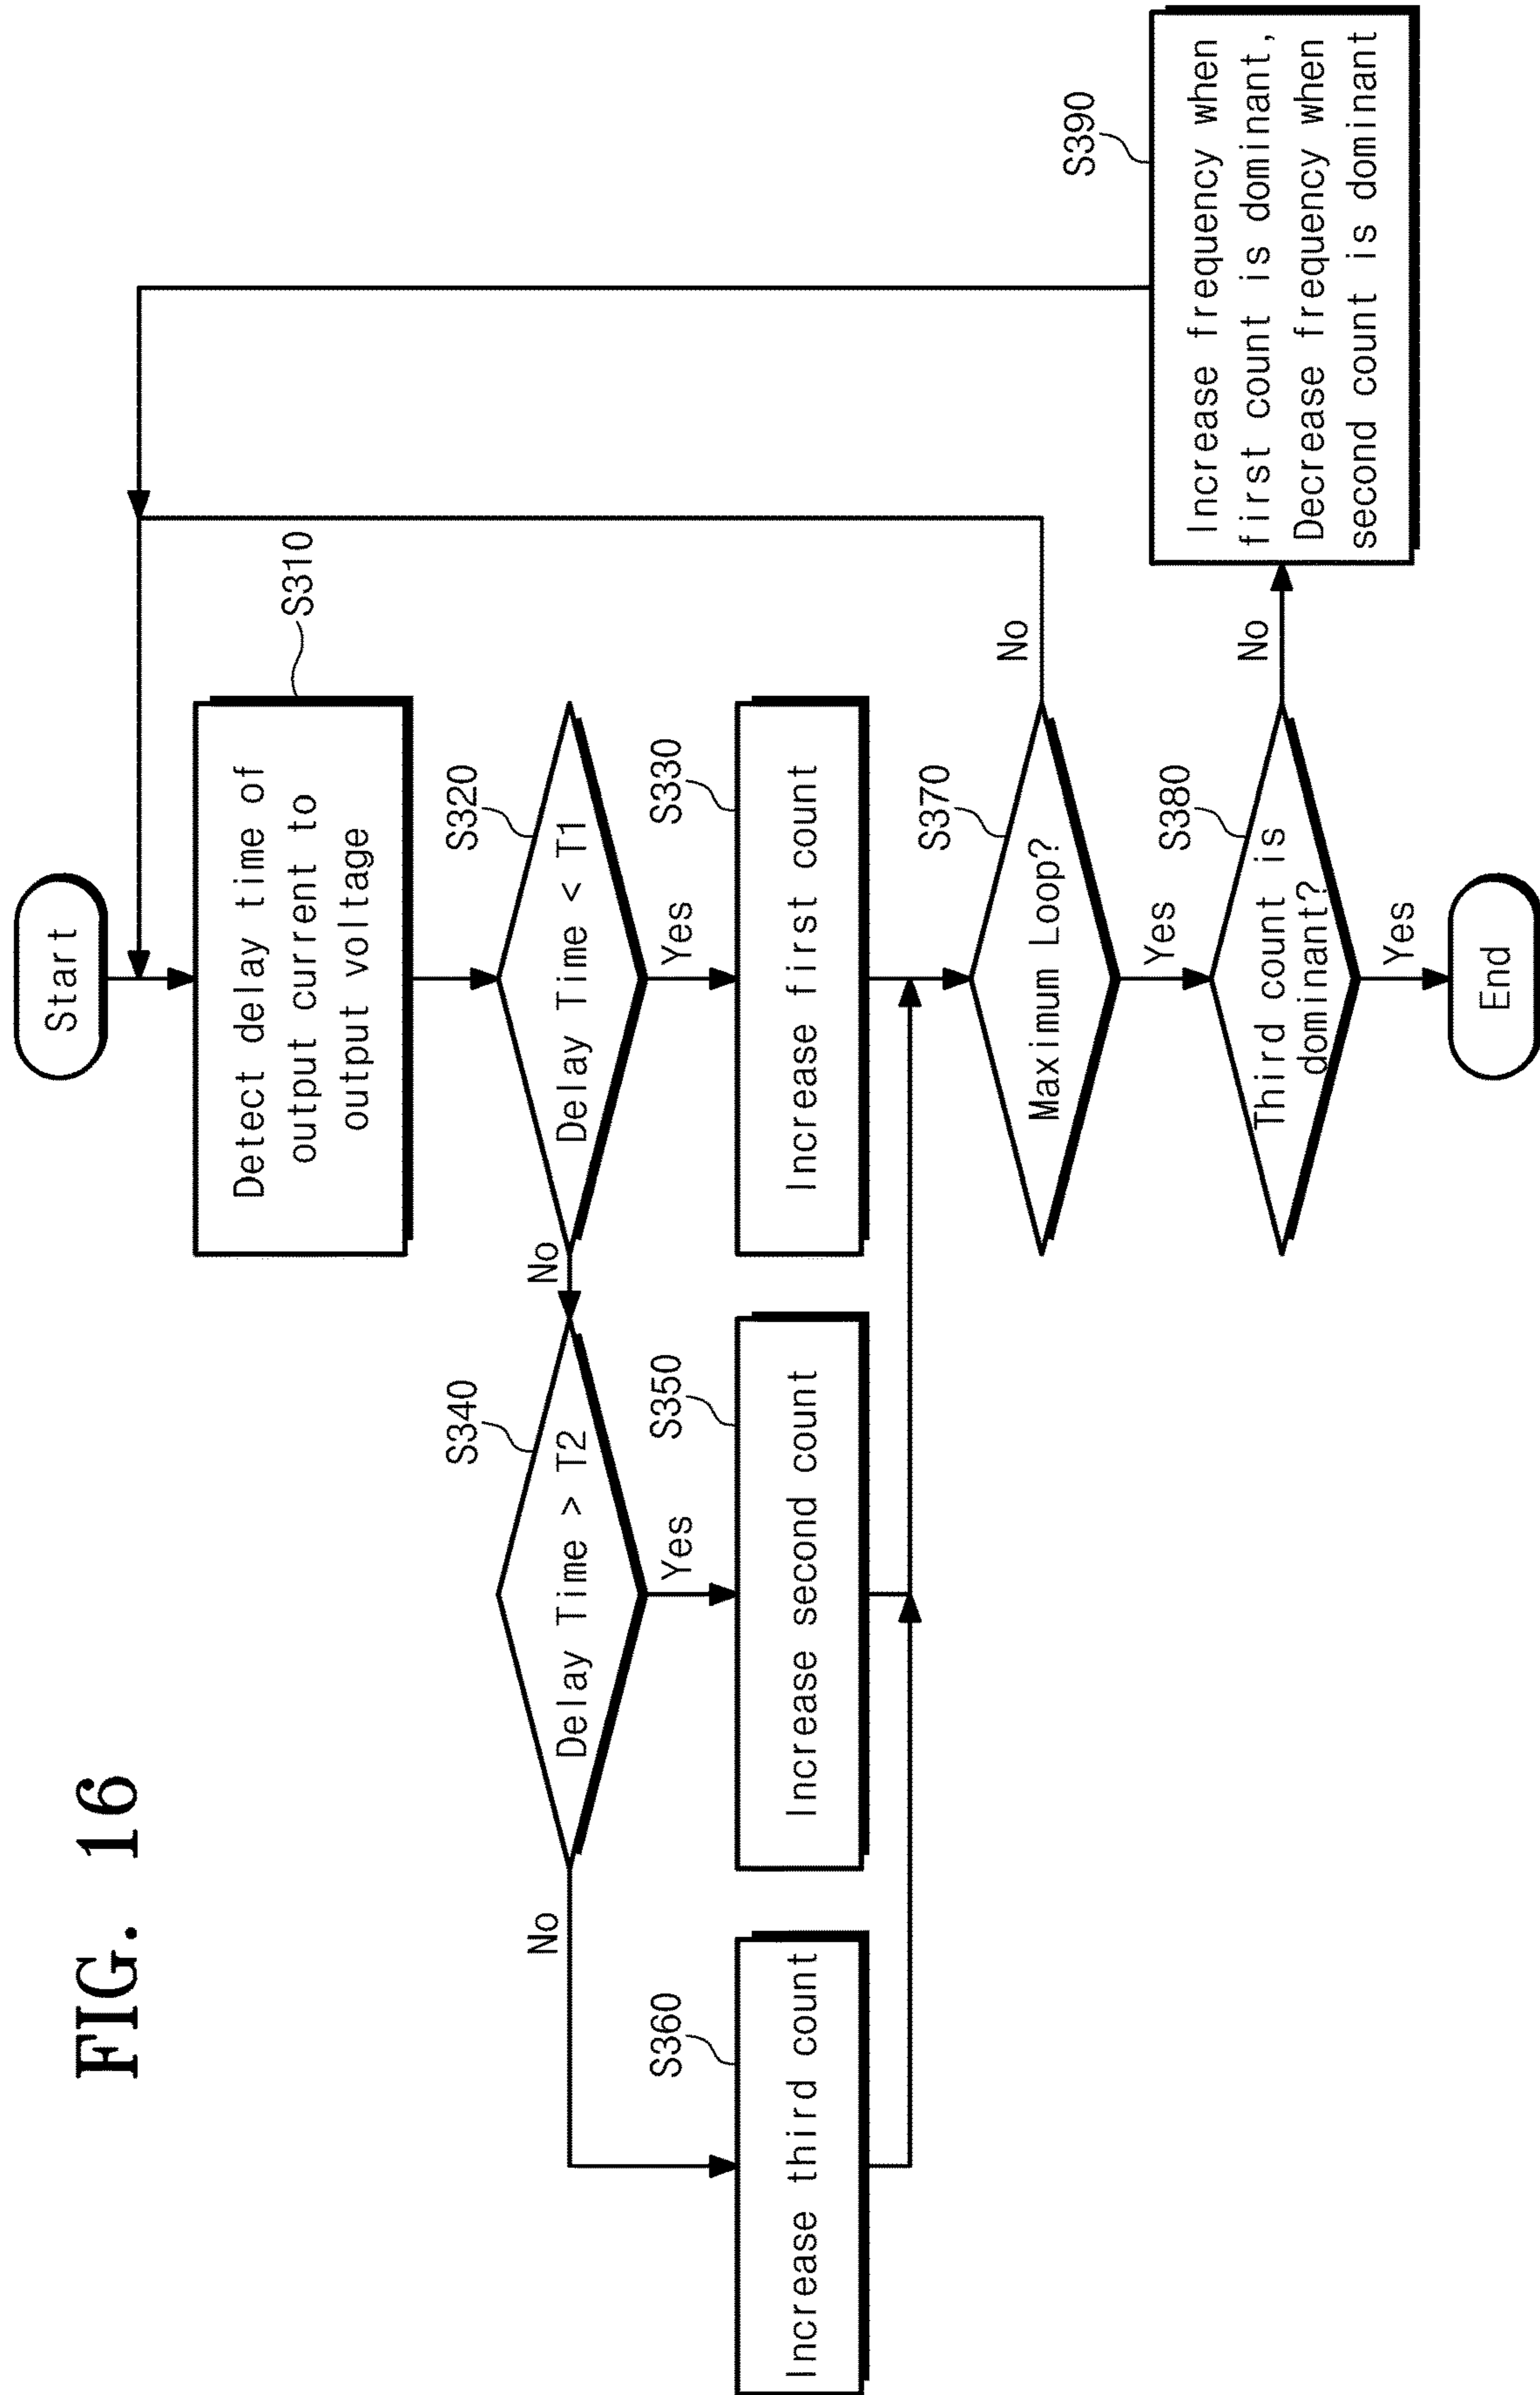 FIG. 16
Start
Detect delay time of
output current to
output voltage
S310
Delay Time < T1
S320
Yes
No
Increase first count
S330
Delay Time > T2
S340
Yes
No
Increase second count
S350
Increase third count
S360
Maximum Loop?
S370
No
Yes
Third count is
dominant?
S380
No
Yes
Increase frequency when
first count is dominant,
Decrease frequency when
second count is dominant
S390
End